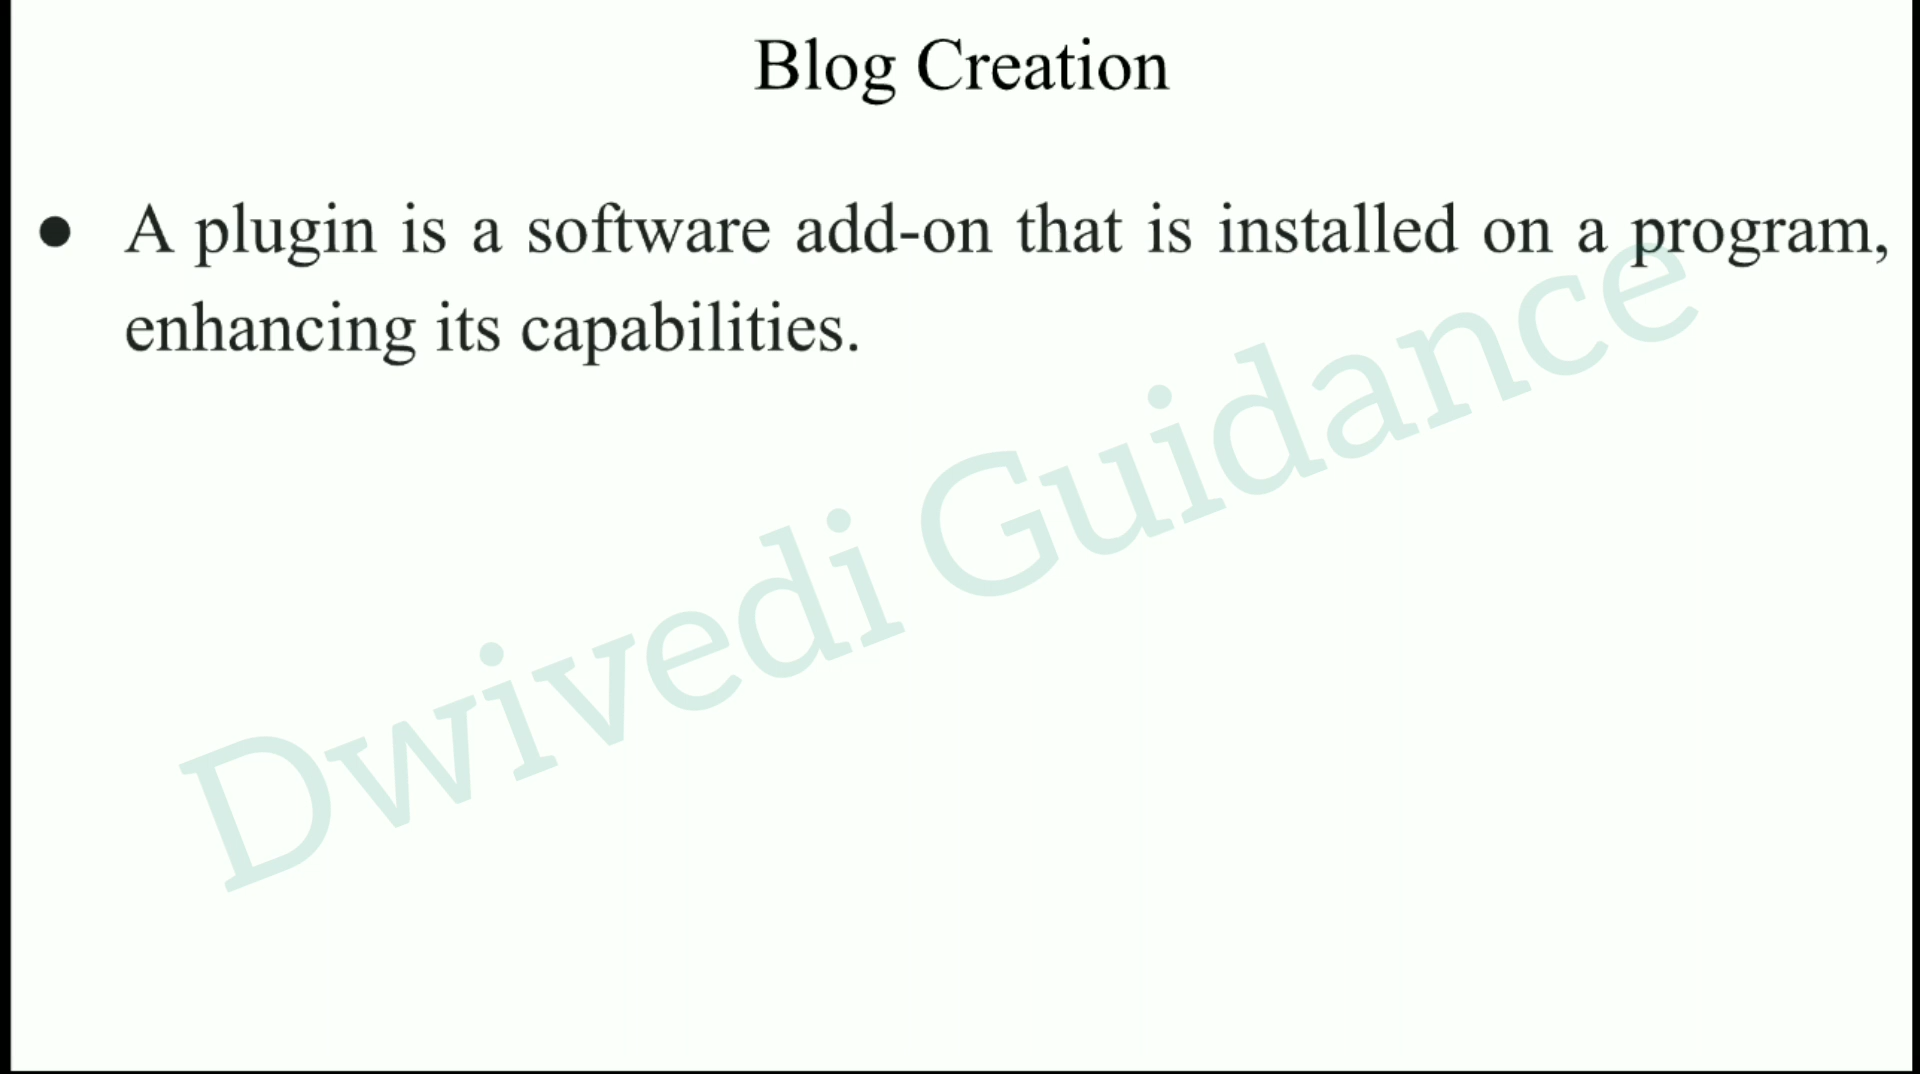 Blog Creation
● A plugin is a software add-on that is installed on a program,
enhancing its capabilities.
Dwivedi Guidance